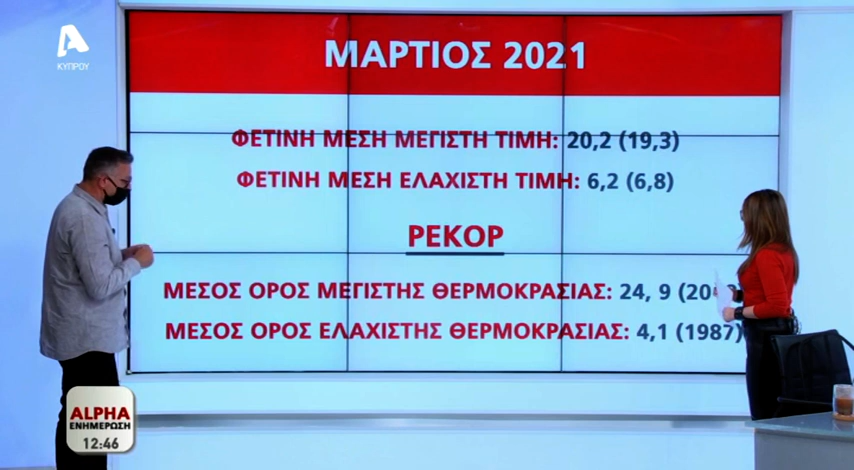 ΚΥΠΡΟΥ
ΜΑΡΤΙΟΣ 2021
ΦΕΤΙΝΗ ΜΕΣΗ ΜΕΓΙΣΤΗ ΤΙΜΗ: 20,2 (19,3)
ΦΕΤΙΝΗ ΜΕΣΗ ΕΛΑΧΙΣΤΗ ΤΙΜΗ: 6,2 (6,8)
ΡΕΚΟΡ
ΜΕΣΟΣ ΟΡΟΣ ΜΕΓΙΣΤΗΣ ΘΕΡΜΟΚΡΑΣΙΑΣ: 24, 9
ΜΕΣΟΣ ΟΡΟΣ ΕΛΑΧΙΣΤΗΣ ΘΕΡΜΟΚΡΑΣΙΑΣ: 4,1 (1987)
ALPHA
ΕΝΗΜΕΡΩΣΗ
12:46